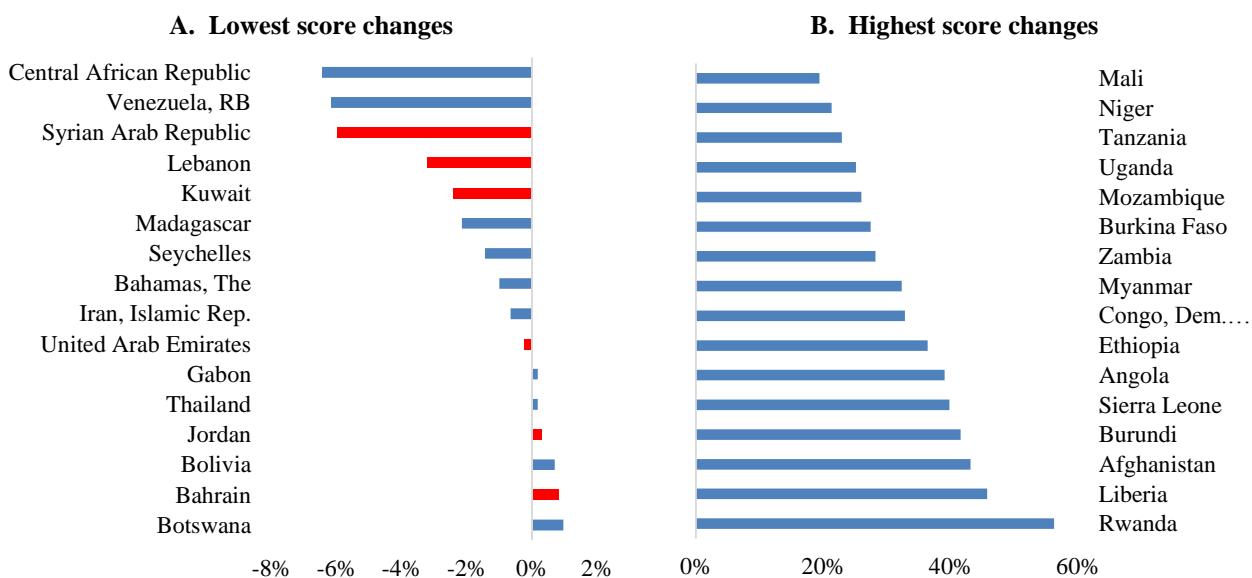 A. Lowest score changes
Central African Republic
Venezuela, RB
Syrian Arab Republic
Lebanon
Kuwait
Madagascar
Seychelles
Bahamas, The
Iran, Islamic Rep.
United Arab Emirates
Gabon
Thailand
Jordan
Bolivia
Bahrain
Botswana
-8% -6% -4% -2% 0% 2%
B. Highest score changes
Mali
Niger
Tanzania
Uganda
Mozambique
Burkina Faso
Zambia
Myanmar
Congo, Dem.…
Ethiopia
Angola
Sierra Leone
Burundi
Afghanistan
Liberia
Rwanda
0% 20% 40% 60%